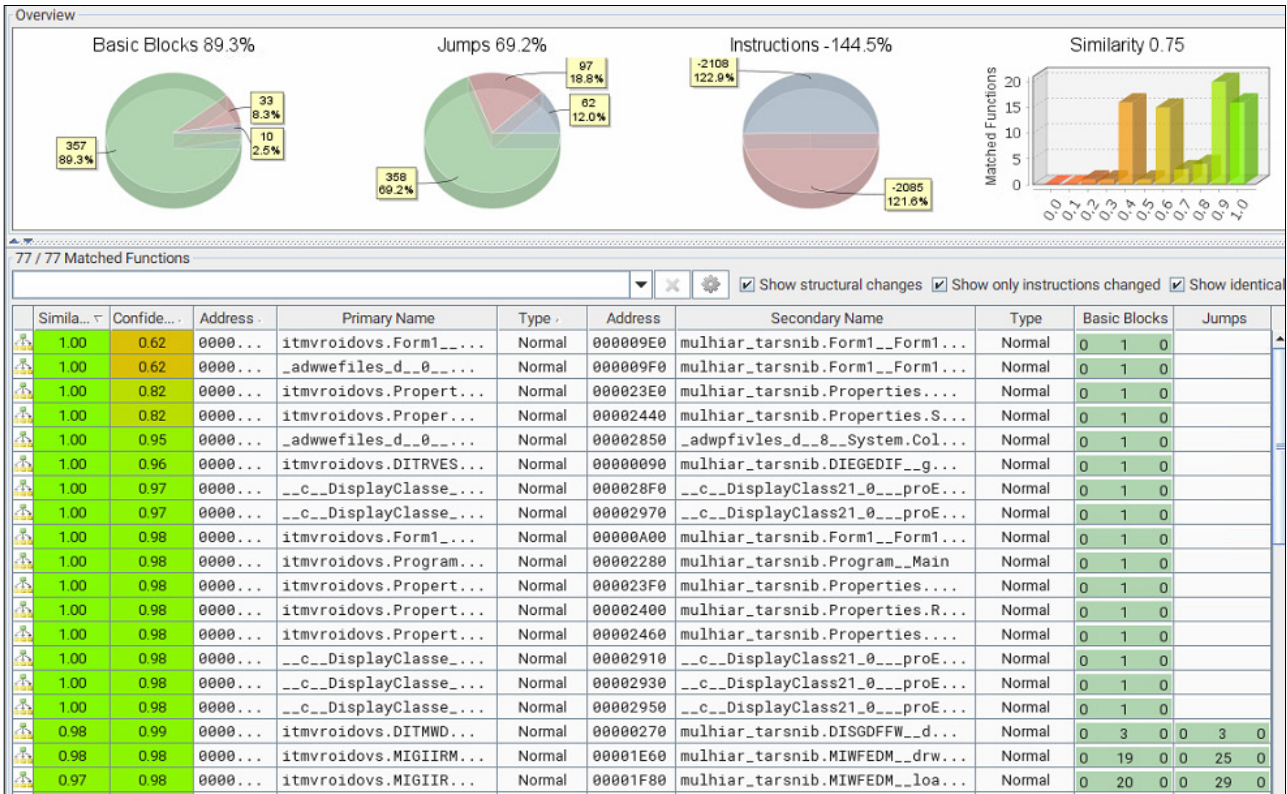 Overview
Basic Blocks 89.3% Jumps 69.2% Instructions -144.5% Similarity 0.75
357
89.3%
33
8.3%
10
2.5%
358
69.2%
97
18.8%
62
12.0%
-2108
122.9%
-2085
121.6%
Matched Functions
20
15
10
5
0
0.0 0.1 0.2 0.3 0.4 0.5 0.6 0.7 0.8 0.9 1.0
77 / 77 Matched Functions
Show structural changes Show only instructions changed Show identical
Simila... Confide... Address Primary Name Type Address Secondary Name Type Basic Blocks Jumps
1.00 0.62 0000... itmvroidovs.Form1__... Normal 000009E0 mulhiar_tarsnib.Form1__Form1... Normal 0 1 0
1.00 0.62 0000... _adwwefiles_d__0__... Normal 000009F0 mulhiar_tarsnib.Form1__Form1... Normal 0 1 0
1.00 0.82 0000... itmvroidovs.Propert... Normal 000023E0 mulhiar_tarsnib.Properties.... Normal 0 1 0
1.00 0.82 0000... itmvroidovs.Proper... Normal 00002440 mulhiar_tarsnib.Properties.S... Normal 0 1 0
1.00 0.95 0000... _adwwefiles_d__0__... Normal 00002850 _adwpfivles_d__8__System.Col... Normal 0 1 0
1.00 0.96 0000... itmvroidovs.DITRVES... Normal 00000090 mulhiar_tarsnib.DIEGEDIF__g... Normal 0 1 0
1.00 0.97 0000... __c__DisplayClasse_... Normal 000028F0 __c__DisplayClass21_0___proE... Normal 0 1 0
1.00 0.97 0000... __c__DisplayClasse_... Normal 00002970 __c__DisplayClass21_0___proE... Normal 0 1 0
1.00 0.98 0000... itmvroidovs.Form1_... Normal 00000A00 mulhiar_tarsnib.Form1__Form1... Normal 0 1 0
1.00 0.98 0000... itmvroidovs.Program... Normal 00002280 mulhiar_tarsnib.Program__Main Normal 0 1 0
1.00 0.98 0000... itmvroidovs.Propert... Normal 000023F0 mulhiar_tarsnib.Properties.... Normal 0 1 0
1.00 0.98 0000... itmvroidovs.Propert... Normal 00002400 mulhiar_tarsnib.Properties.R... Normal 0 1 0
1.00 0.98 0000... itmvroidovs.Propert... Normal 00002460 mulhiar_tarsnib.Properties.... Normal 0 1 0
1.00 0.98 0000... __c__DisplayClasse_... Normal 00002910 __c__DisplayClass21_0___proE... Normal 0 1 0
1.00 0.98 0000... __c__DisplayClasse_... Normal 00002930 __c__DisplayClass21_0___proE... Normal 0 1 0
1.00 0.98 0000... __c__DisplayClasse_... Normal 00002950 __c__DisplayClass21_0___proE... Normal 0 1 0
0.98 0.99 0000... itmvroidovs.DITMWD... Normal 00000270 mulhiar_tarsnib.DISGDFFW__d... Normal 0 3 0 0 3 0
0.98 0.98 0000... itmvroidovs.MIGIIRM... Normal 00001E60 mulhiar_tarsnib.MIWFEDM__drw... Normal 0 19 0 0 25 0
0.97 0.98 0000... itmvroidovs.MIGIIR... Normal 00001F80 mulhiar_tarsnib.MIWFEDM__loa... Normal 0 20 0 0 29 0